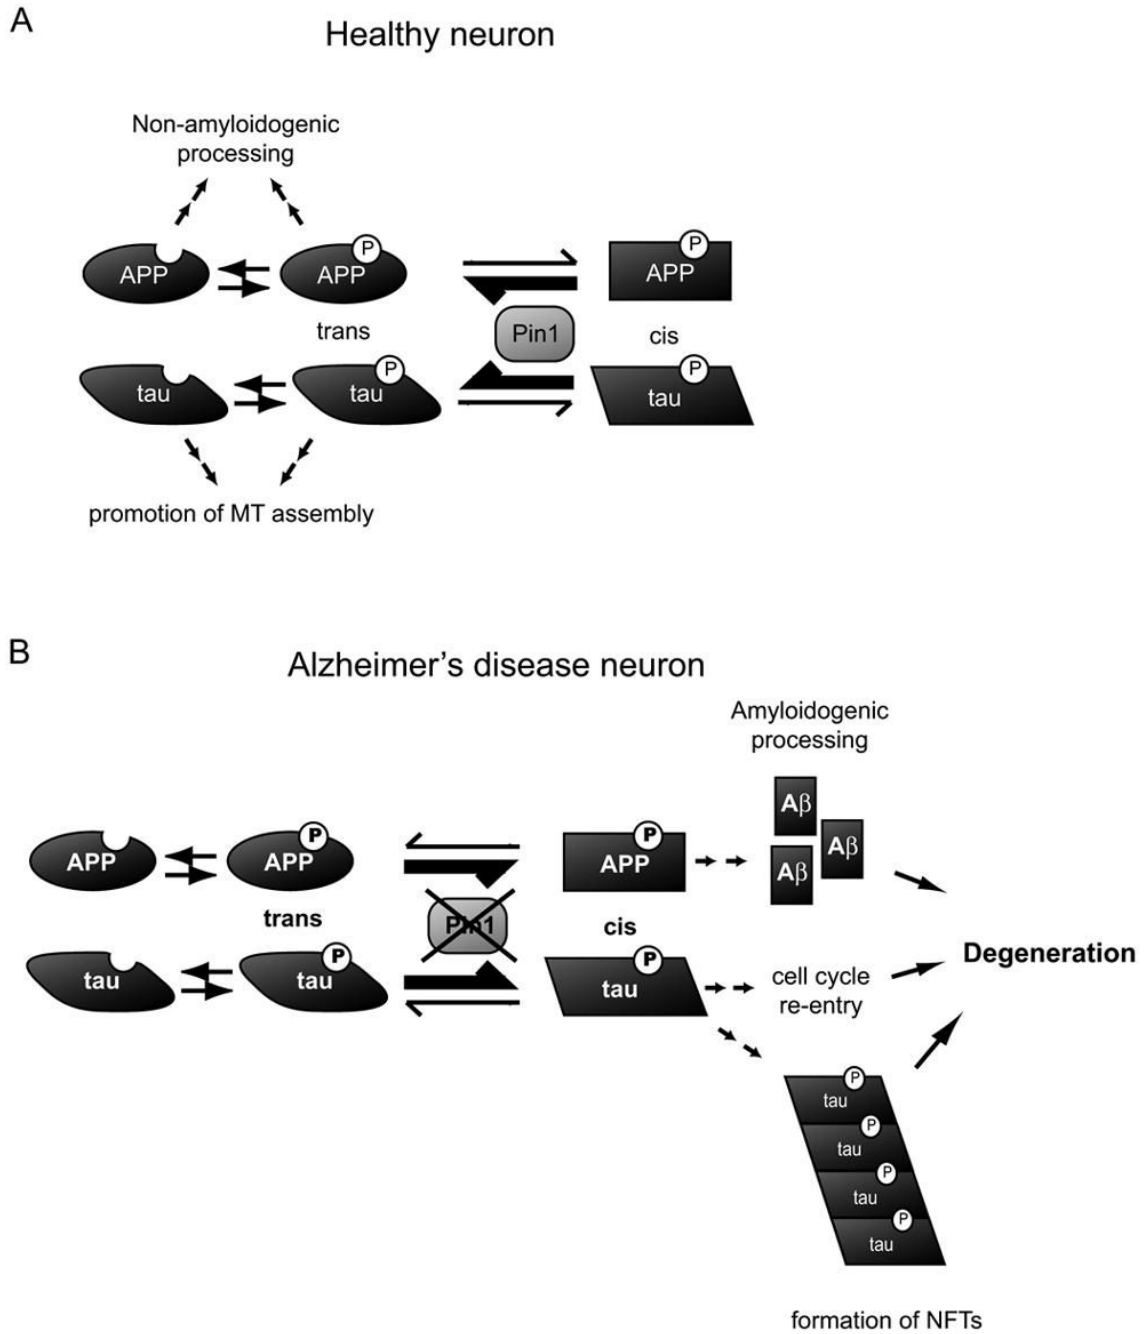 A
Healthy neuron
Non-amyloidogenic
processing
P
P
APP
APP
APP
trans
Pin1
cis
P
P
tau
tau
tau
promotion of MT assembly
B
Alzheimer’s disease neuron
Amyloidogenic
processing
Aβ
Aβ
Aβ
P
P
APP
APP
APP
trans
Pin1
cis
P
P
tau
tau
tau
cell cycle
re-entry
Degeneration
P
tau
P
tau
P
tau
P
tau
formation of NFTs